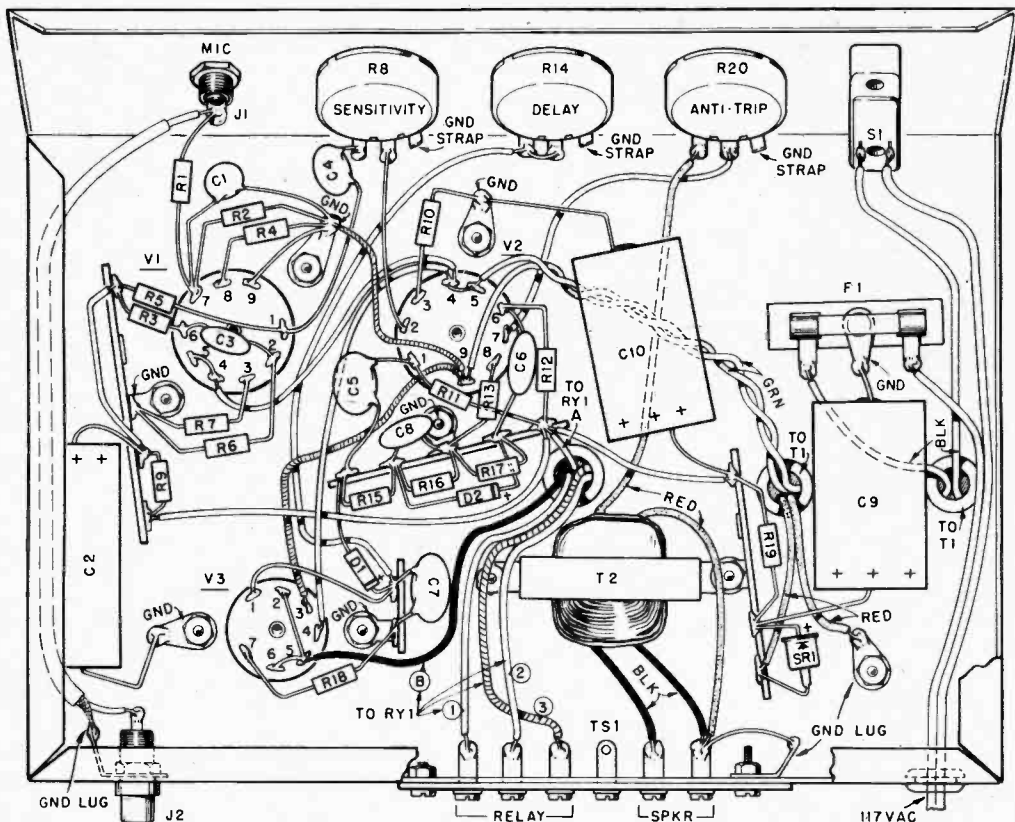 MIC
J1
R8
SENSITIVITY
GND
STRAP
R14
DELAY
GND
STRAP
R20
ANTI-TRIP
GND
STRAP
S1
R1
C1
R2
R4
C4
GND
R10
GND
V1
7
8
9
1
2
3
4
6
R5
R3
C3
GND
R7
R6
V2
3
4
5
6
7
2
9
8
1
C6
R12
R13
R11
C5
GND
C8
TO
RY1
A
C10
+ + +
GRN
F1
GND
BLK
TO
T1
C9
+ + +
TO
T1
+ +
C2
R9
R15
R16
R17
D2
+
RED
R19
RED
T2
V3
GND
1
2
3
4
5
6
7
D1
GND
C7
R18
B
TO RY1
1
2
3
BLK
TS1
+
SR1
GND LUG
GND LUG
J2
RELAY
SPKR
117VAC